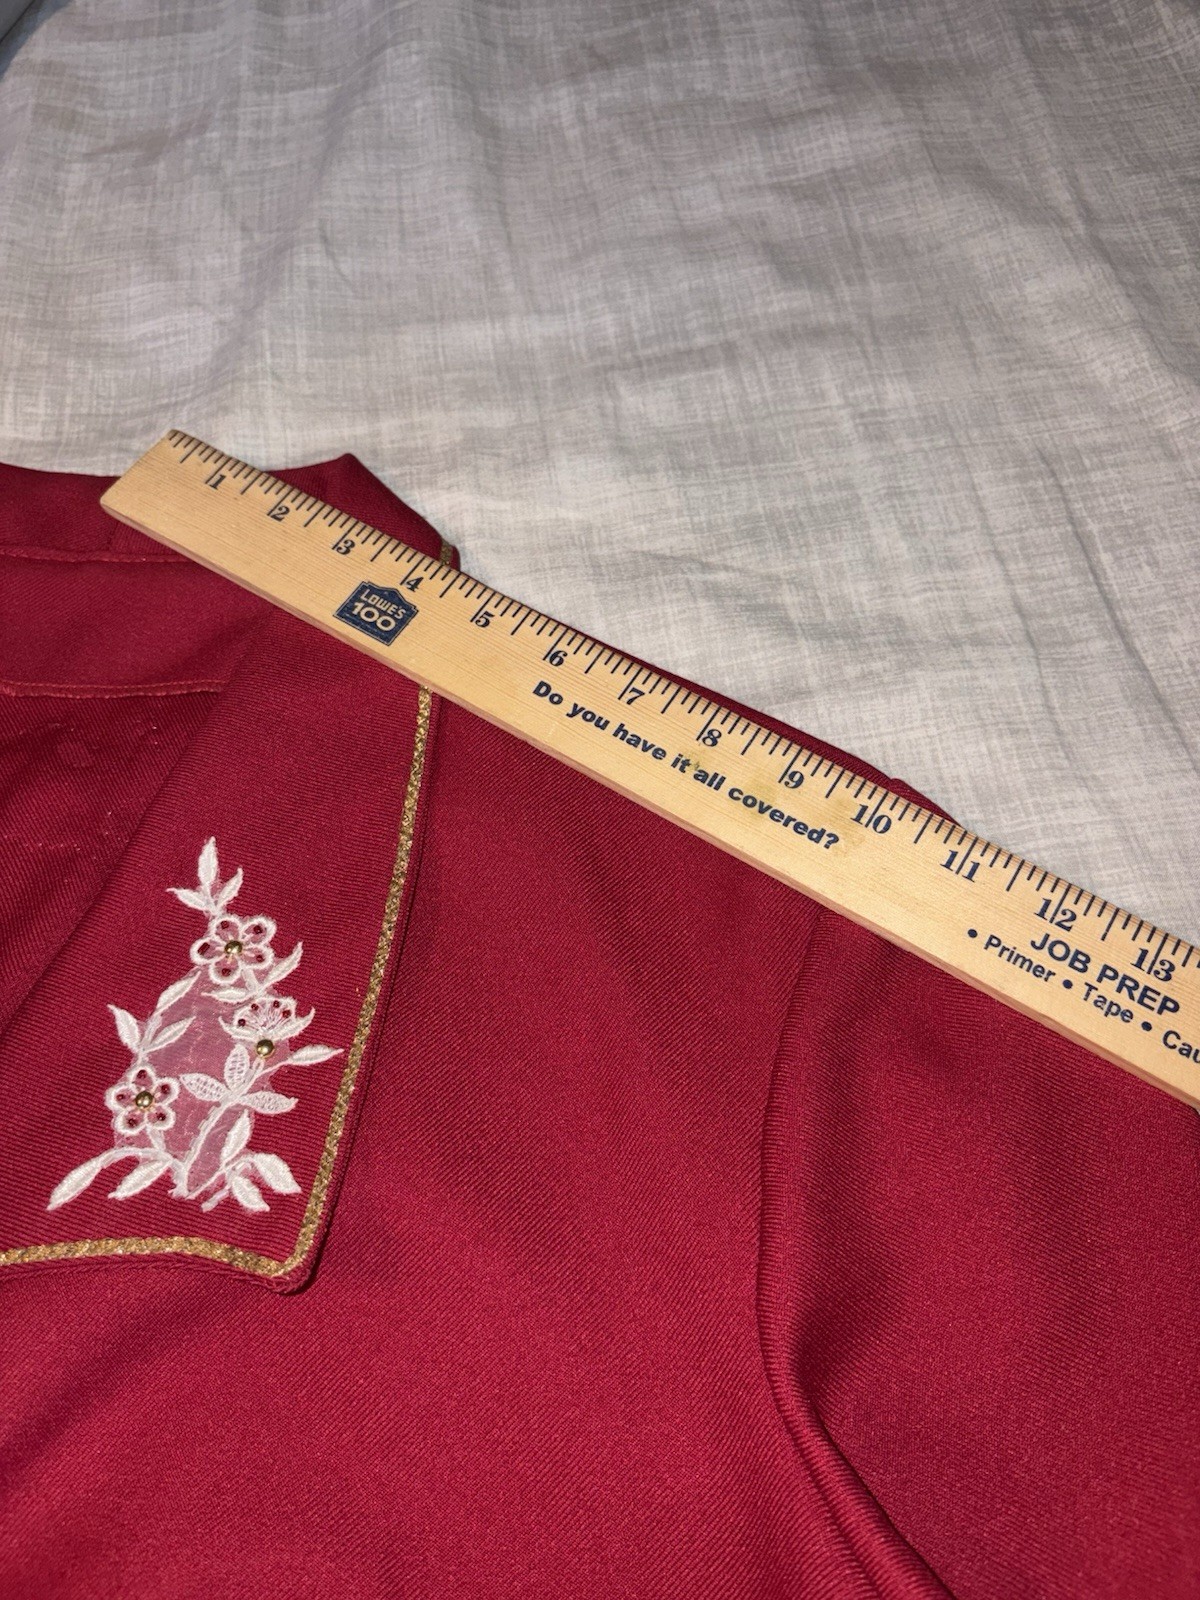 1 2 3 4 5 6 7 8 9 10 11 12 13
LOWE'S
100
Do you have it all covered?
JOB PREP
• Primer • Tape • Cau